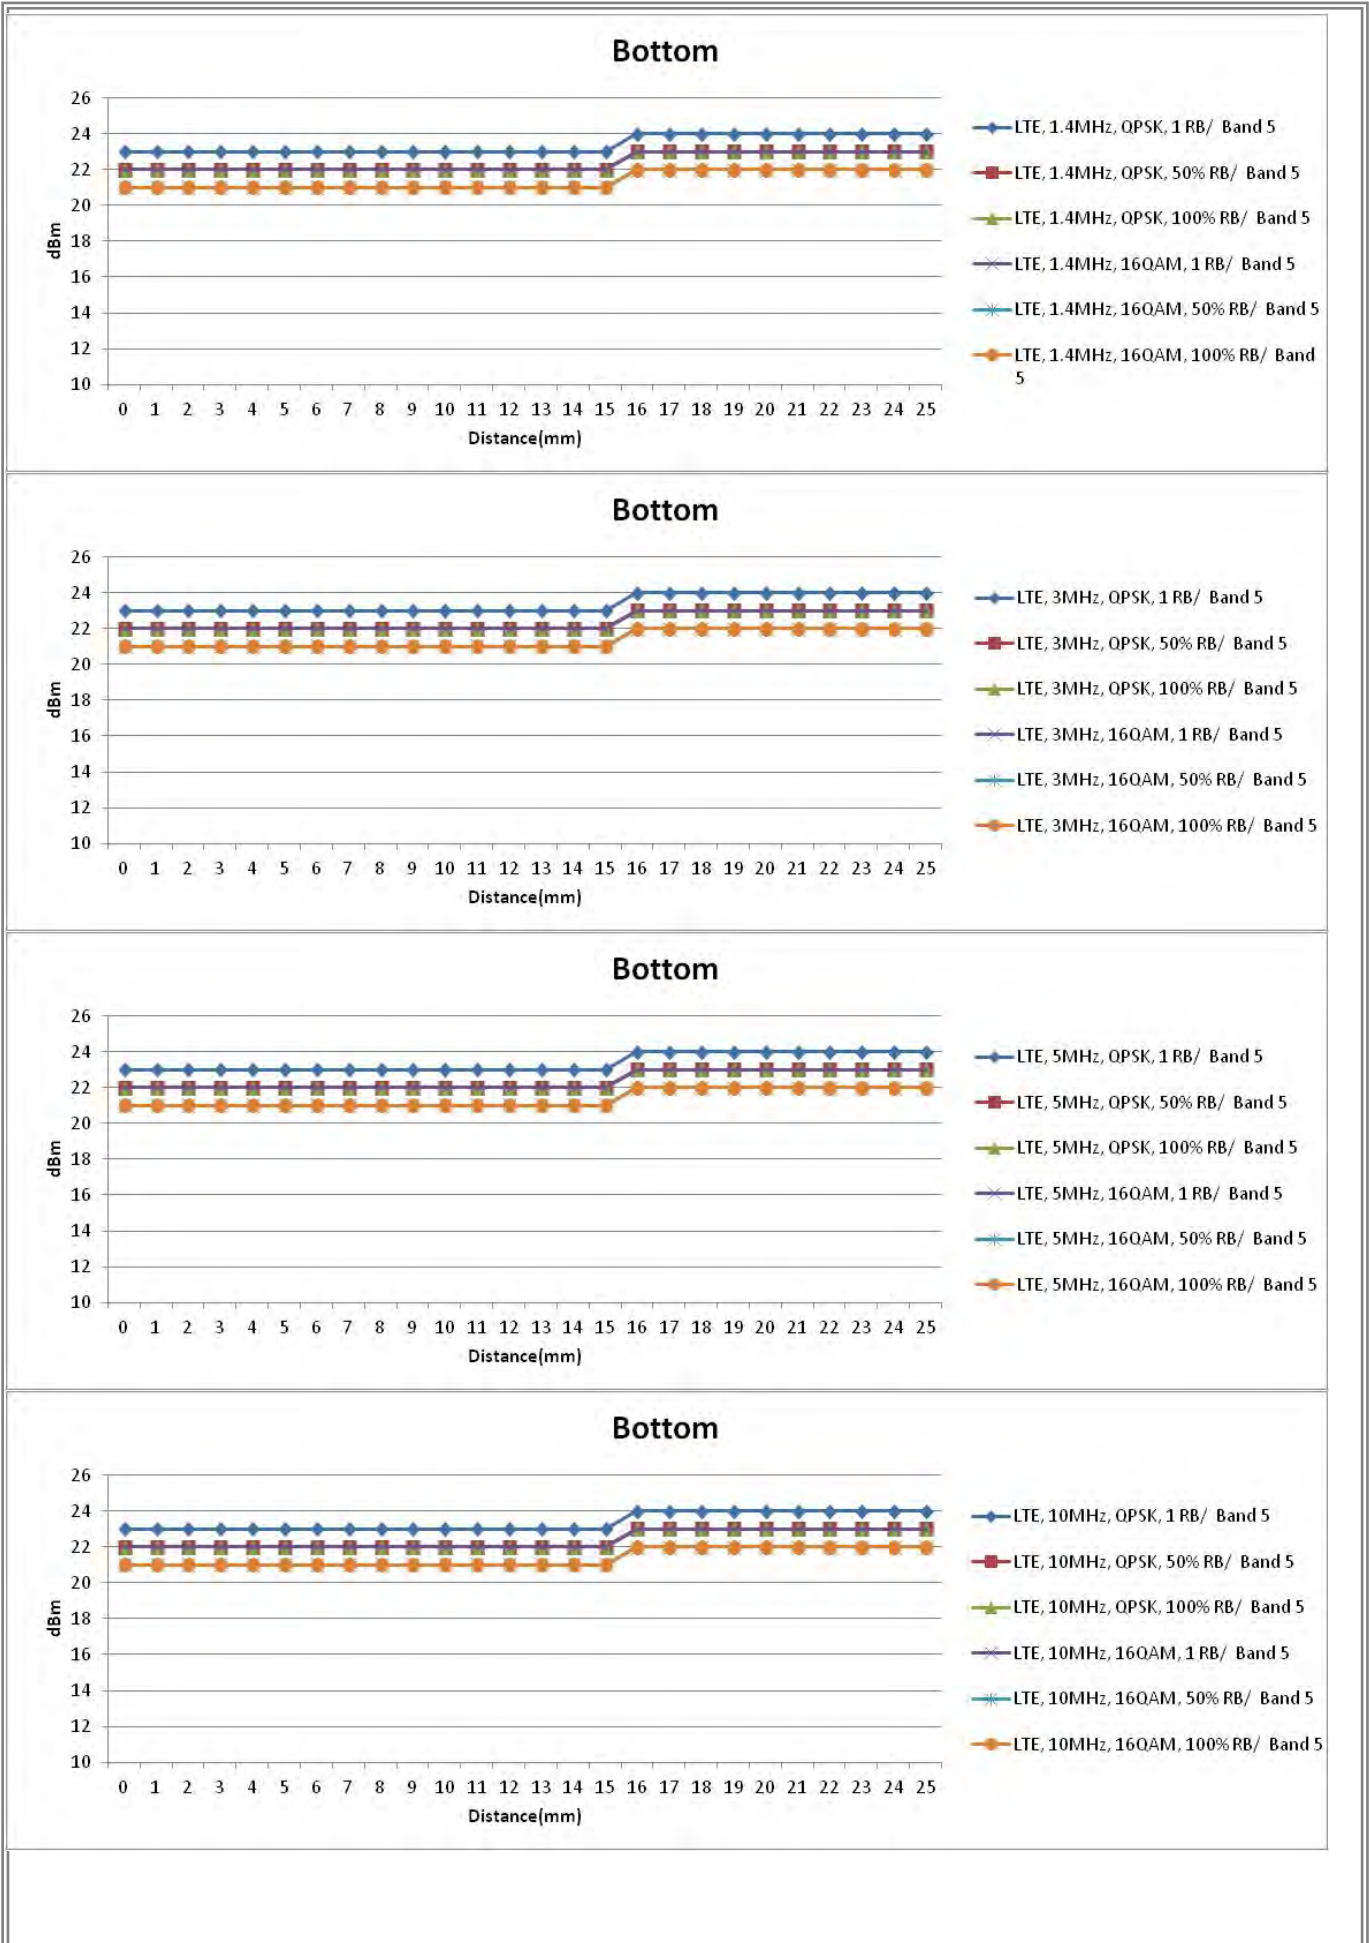 Bottom
26
24
22
20
18
16
14
12
10
dBm
0 1 2 3 4 5 6 7 8 9 10 11 12 13 14 15 16 17 18 19 20 21 22 23 24 25
Distance(mm)
LTE, 1.4MHz, QPSK, 1 RB/ Band 5
LTE, 1.4MHz, QPSK, 50% RB/ Band 5
LTE, 1.4MHz, QPSK, 100% RB/ Band 5
LTE, 1.4MHz, 16QAM, 1 RB/ Band 5
LTE, 1.4MHz, 16QAM, 50% RB/ Band 5
LTE, 1.4MHz, 16QAM, 100% RB/ Band
5
Bottom
26
24
22
20
18
16
14
12
10
dBm
0 1 2 3 4 5 6 7 8 9 10 11 12 13 14 15 16 17 18 19 20 21 22 23 24 25
Distance(mm)
LTE, 3MHz, QPSK, 1 RB/ Band 5
LTE, 3MHz, QPSK, 50% RB/ Band 5
LTE, 3MHz, QPSK, 100% RB/ Band 5
LTE, 3MHz, 16QAM, 1 RB/ Band 5
LTE, 3MHz, 16QAM, 50% RB/ Band 5
LTE, 3MHz, 16QAM, 100% RB/ Band 5
Bottom
26
24
22
20
18
16
14
12
10
dBm
0 1 2 3 4 5 6 7 8 9 10 11 12 13 14 15 16 17 18 19 20 21 22 23 24 25
Distance(mm)
LTE, 5MHz, QPSK, 1 RB/ Band 5
LTE, 5MHz, QPSK, 50% RB/ Band 5
LTE, 5MHz, QPSK, 100% RB/ Band 5
LTE, 5MHz, 16QAM, 1 RB/ Band 5
LTE, 5MHz, 16QAM, 50% RB/ Band 5
LTE, 5MHz, 16QAM, 100% RB/ Band 5
Bottom
26
24
22
20
18
16
14
12
10
dBm
0 1 2 3 4 5 6 7 8 9 10 11 12 13 14 15 16 17 18 19 20 21 22 23 24 25
Distance(mm)
LTE, 10MHz, QPSK, 1 RB/ Band 5
LTE, 10MHz, QPSK, 50% RB/ Band 5
LTE, 10MHz, QPSK, 100% RB/ Band 5
LTE, 10MHz, 16QAM, 1 RB/ Band 5
LTE, 10MHz, 16QAM, 50% RB/ Band 5
LTE, 10MHz, 16QAM, 100% RB/ Band 5